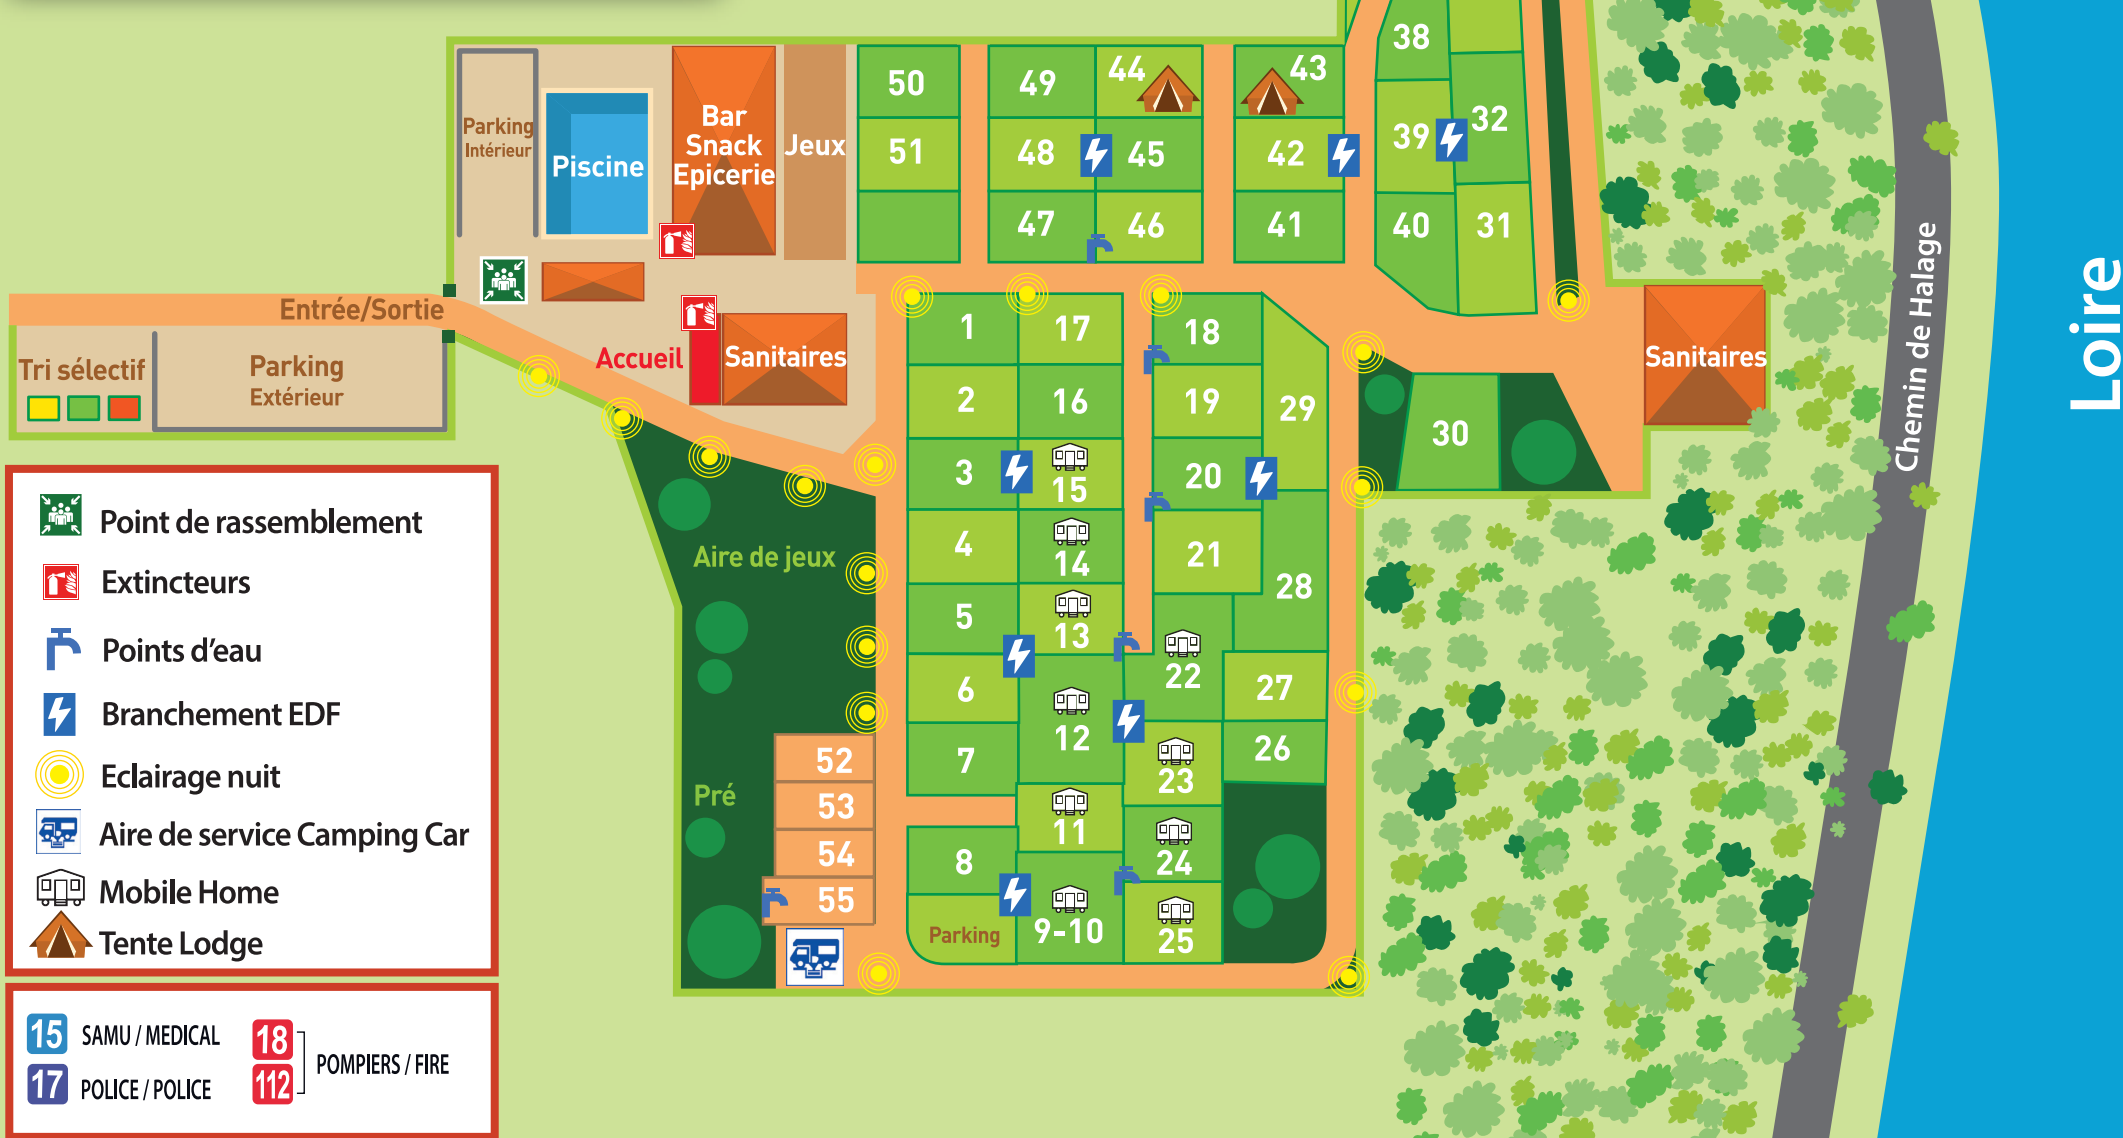 38
50
49
44
43
32
39
Parking
Intérieur
Piscine
Bar
Snack
Epicerie
Jeux
51
48
45
42
47
46
41
40
31
Entrée/Sortie
Tri sélectif
Parking
Extérieur
Accueil
Sanitaires
Sanitaires
Chemin de Halage
Loire
1
17
18
2
16
19
29
30
3
15
20
4
14
21
28
5
13
22
6
12
27
7
23
26
11
8
24
9-10
25
Parking
Aire de jeux
Pré
52
53
54
55
Point de rassemblement
Extincteurs
Points d'eau
Branchement EDF
Eclairage nuit
Aire de service Camping Car
Mobile Home
Tente Lodge
15 SAMU / MEDICAL
17 POLICE / POLICE
18
112
POMPIERS / FIRE